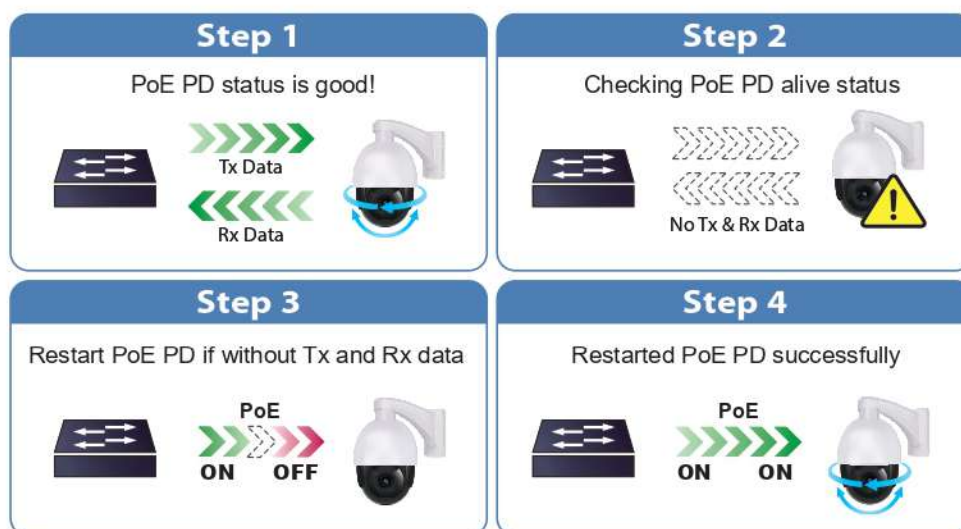 Step 1
PoE PD status is good!
Tx Data
Rx Data
Step 2
Checking PoE PD alive status
No Tx & Rx Data
Step 3
Restart PoE PD if without Tx and Rx data
PoE
ON OFF
Step 4
Restarted PoE PD successfully
PoE
ON ON